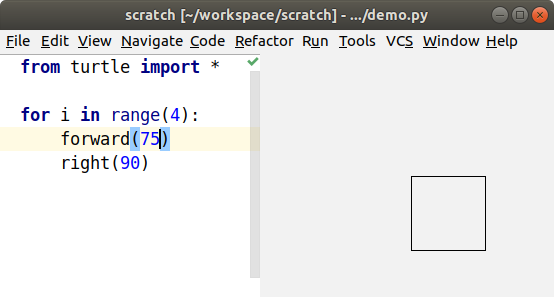 scratch [~/workspace/scratch] - .../demo.py
File Edit View Navigate Code Refactor Run Tools VCS Window Help
from turtle import *
for i in range(4):
    forward(75)
    right(90)